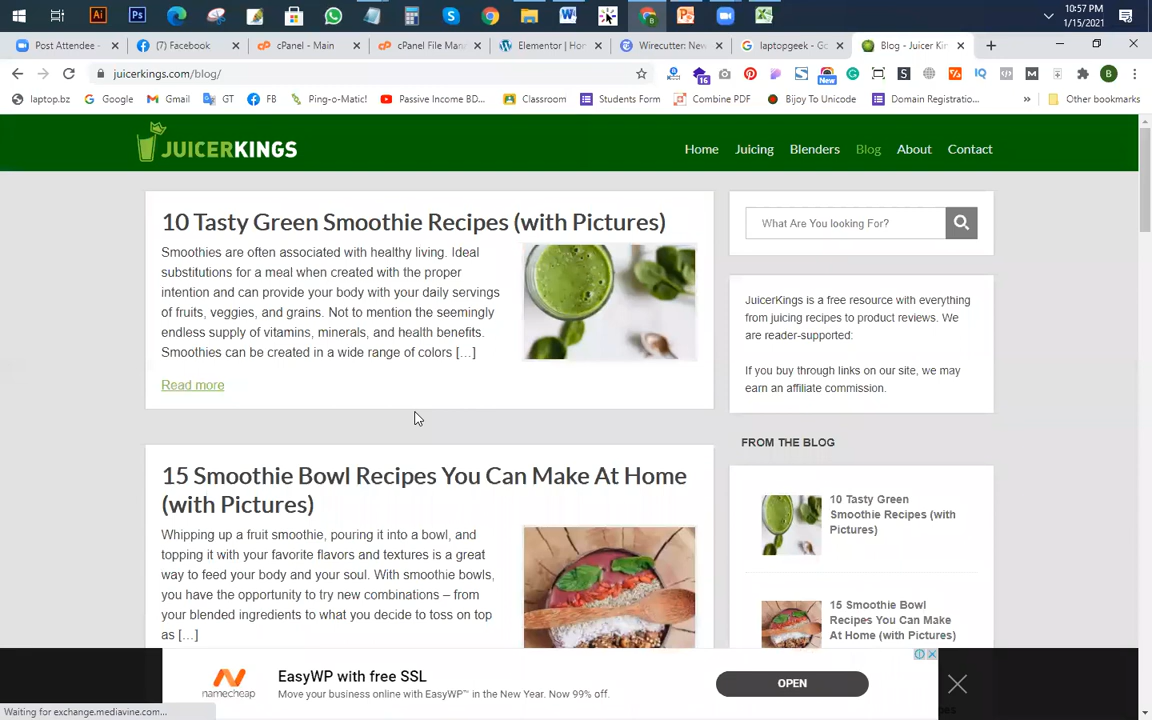 10:57 PM
1/15/2021
Post Attendee -
(7) Facebook
cPanel - Main
cPanel File Man
Elementor | Hom
Wirecutter: New
laptopgeek - Go
Blog - Juicer Kin
juicerkings.com/blog/
16
New
laptop.bz
Google
Gmail
GT
FB
Ping-o-Matic!
Passive Income BD...
Classroom
Students Form
Combine PDF
Bijoy To Unicode
Domain Registratio...
Other bookmarks
JUICERKINGS
Home
Juicing
Blenders
Blog
About
Contact
10 Tasty Green Smoothie Recipes (with Pictures)
Smoothies are often associated with healthy living. Ideal
substitutions for a meal when created with the proper
intention and can provide your body with your daily servings
of fruits, veggies, and grains. Not to mention the seemingly
endless supply of vitamins, minerals, and health benefits.
Smoothies can be created in a wide range of colors [...]
Read more
15 Smoothie Bowl Recipes You Can Make At Home
(with Pictures)
Whipping up a fruit smoothie, pouring it into a bowl, and
topping it with your favorite flavors and textures is a great
way to feed your body and your soul. With smoothie bowls,
you have the opportunity to try new combinations – from
your blended ingredients to what you decide to toss on top
as [...]
What Are You looking For?
JuicerKings is a free resource with everything
from juicing recipes to product reviews. We
are reader-supported:
If you buy through links on our site, we may
earn an affiliate commission.
FROM THE BLOG
10 Tasty Green
Smoothie Recipes (with
Pictures)
15 Smoothie Bowl
Recipes You Can Make
At Home (with Pictures)
namecheap
EasyWP with free SSL
Move your business online with EasyWP™ in the New Year. Now 99% off.
OPEN
Waiting for exchange.mediavine.com...